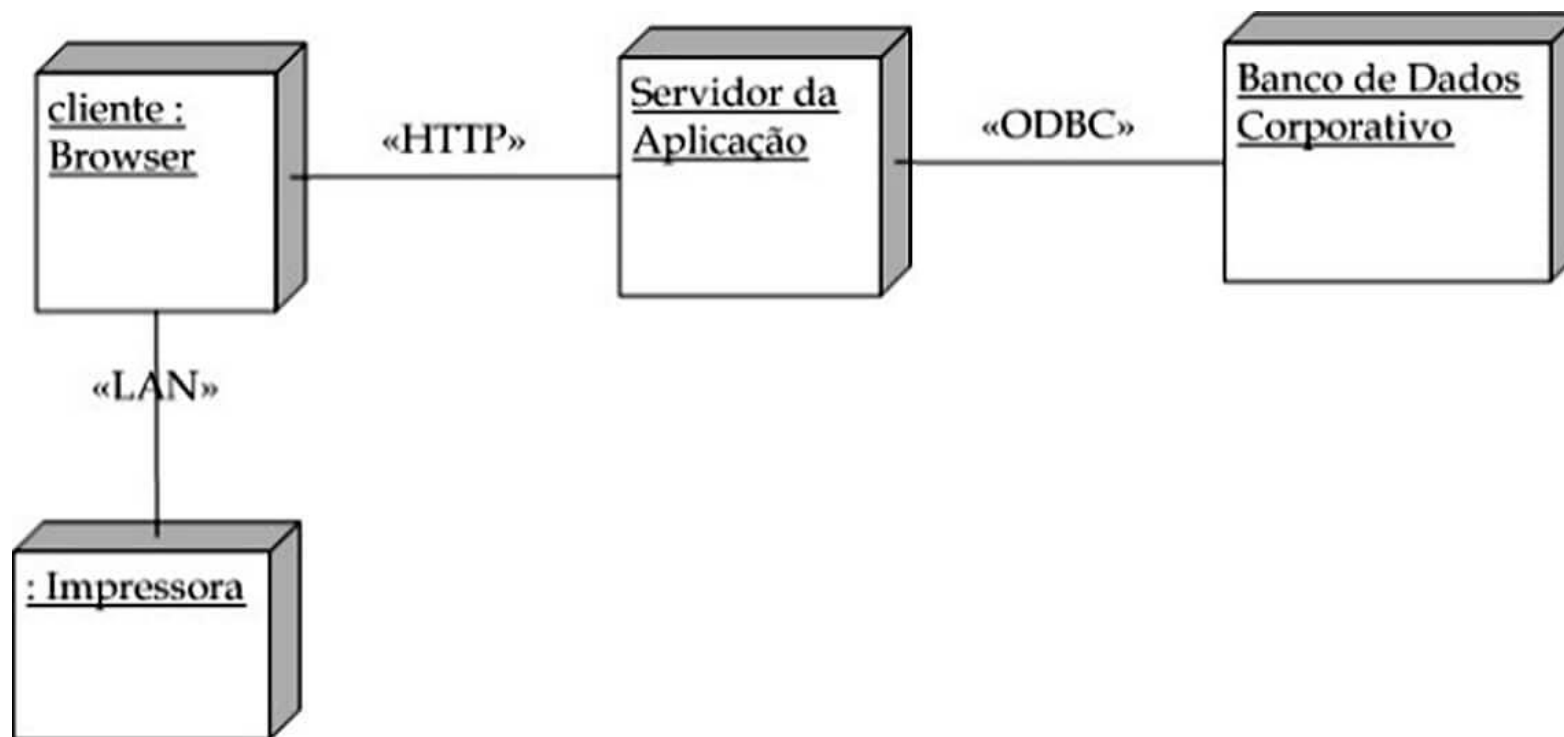 cliente :
Browser
«HTTP»
Servidor da
Aplicação
«ODBC»
Banco de Dados
Corporativo
«LAN»
: Impressora